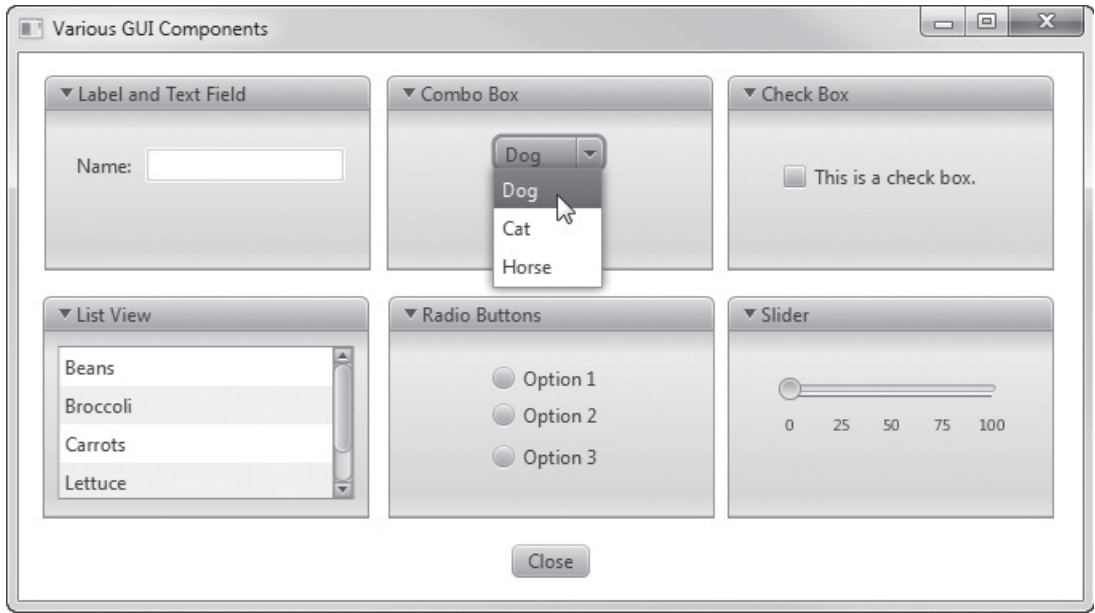 Various GUI Components
Label and Text Field
Name:
Combo Box
Dog
Dog
Cat
Horse
Check Box
This is a check box.
List View
Beans
Broccoli
Carrots
Lettuce
Radio Buttons
Option 1
Option 2
Option 3
Slider
0 25 50 75 100
Close